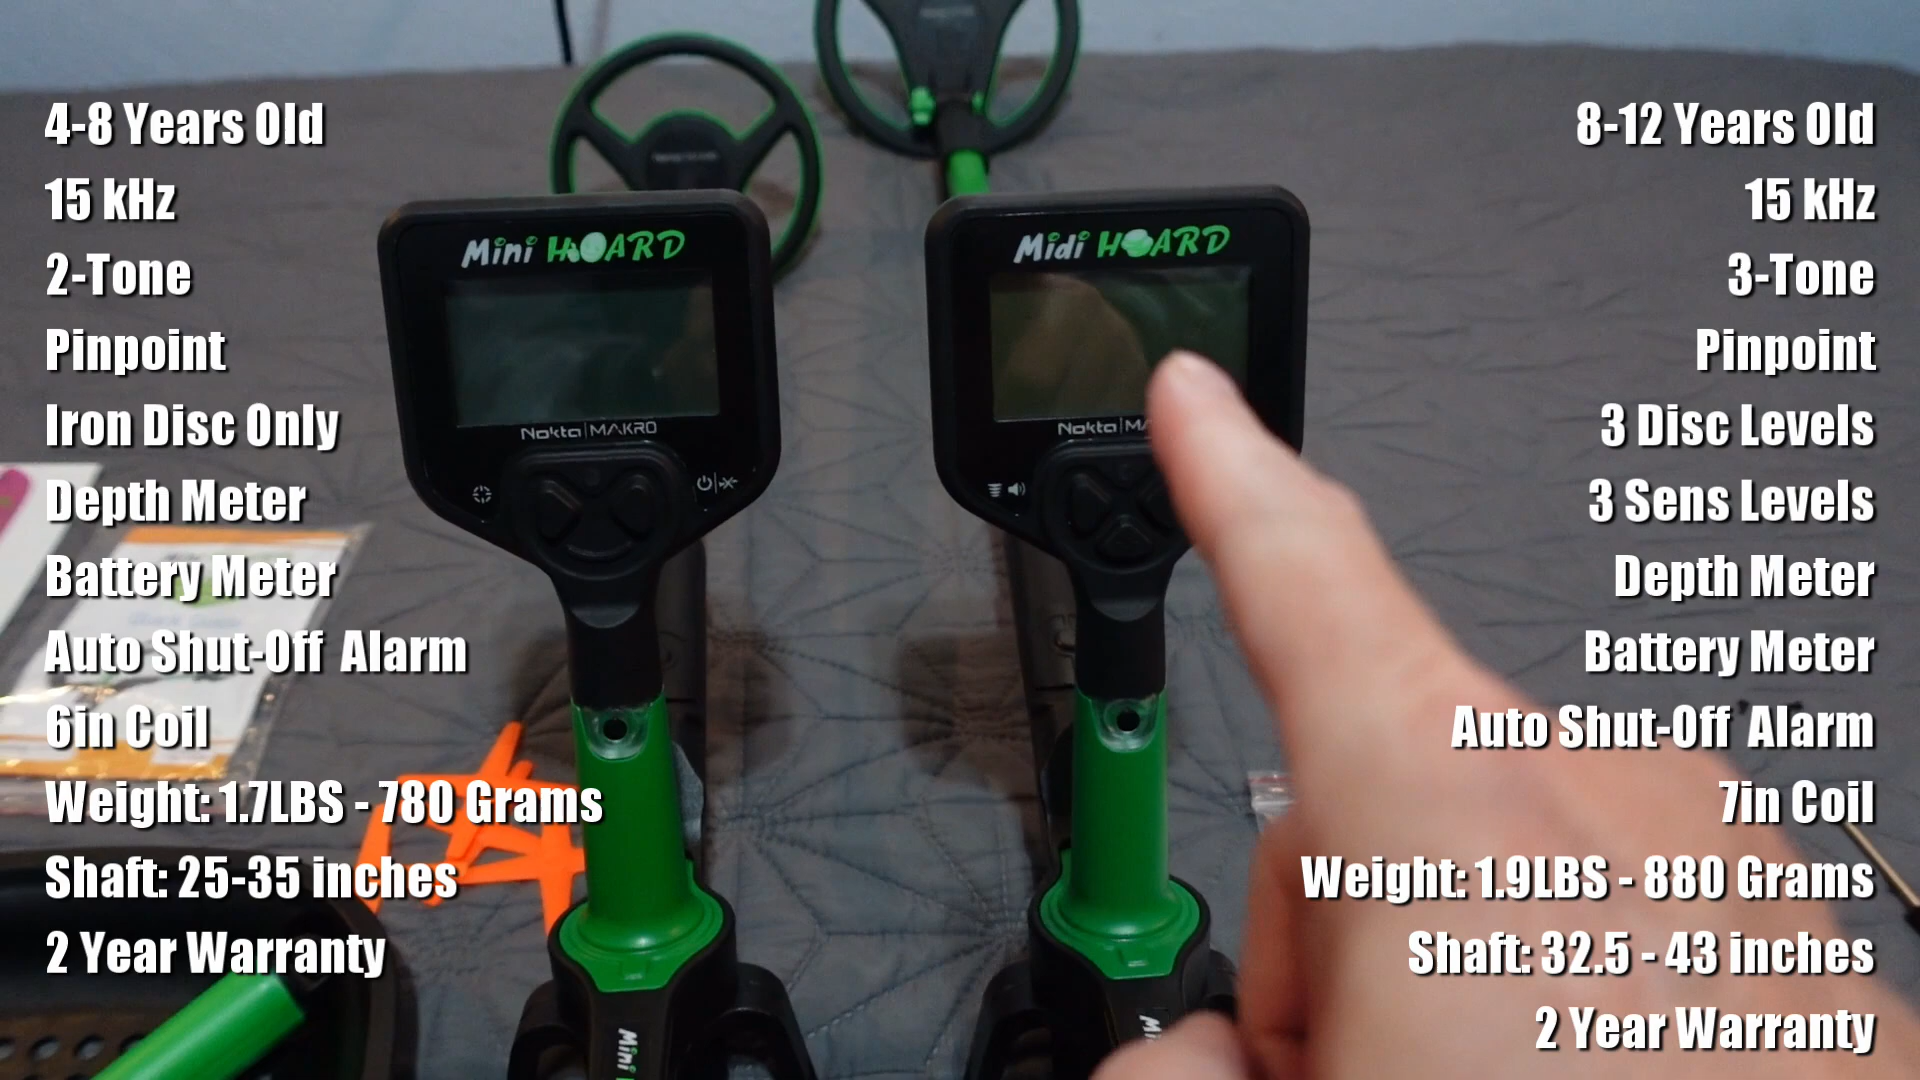 4-8 Years Old
15 kHz
2-Tone
Pinpoint
Iron Disc Only
Depth Meter
Battery Meter
Auto Shut-Off Alarm
6in Coil
Weight: 1.7LBS - 780 Grams
Shaft: 25-35 inches
2 Year Warranty
Mini HOARD
Nokta|MAKRO
Mini
Midi HOARD
Nokta|MA
Mi
8-12 Years Old
15 kHz
3-Tone
Pinpoint
3 Disc Levels
3 Sens Levels
Depth Meter
Battery Meter
Auto Shut-Off Alarm
7in Coil
Weight: 1.9LBS - 880 Grams
Shaft: 32.5 - 43 inches
2 Year Warranty